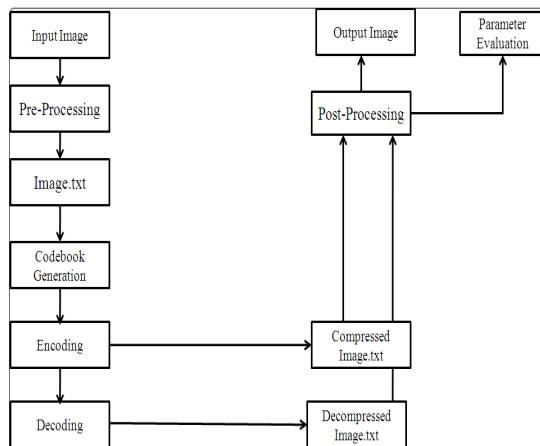 Input Image
Pre-Processing
Image.txt
Codebook
Generation
Encoding
Decoding
Output Image
Parameter
Evaluation
Post-Processing
Compressed
Image.txt
Decompressed
Image.txt